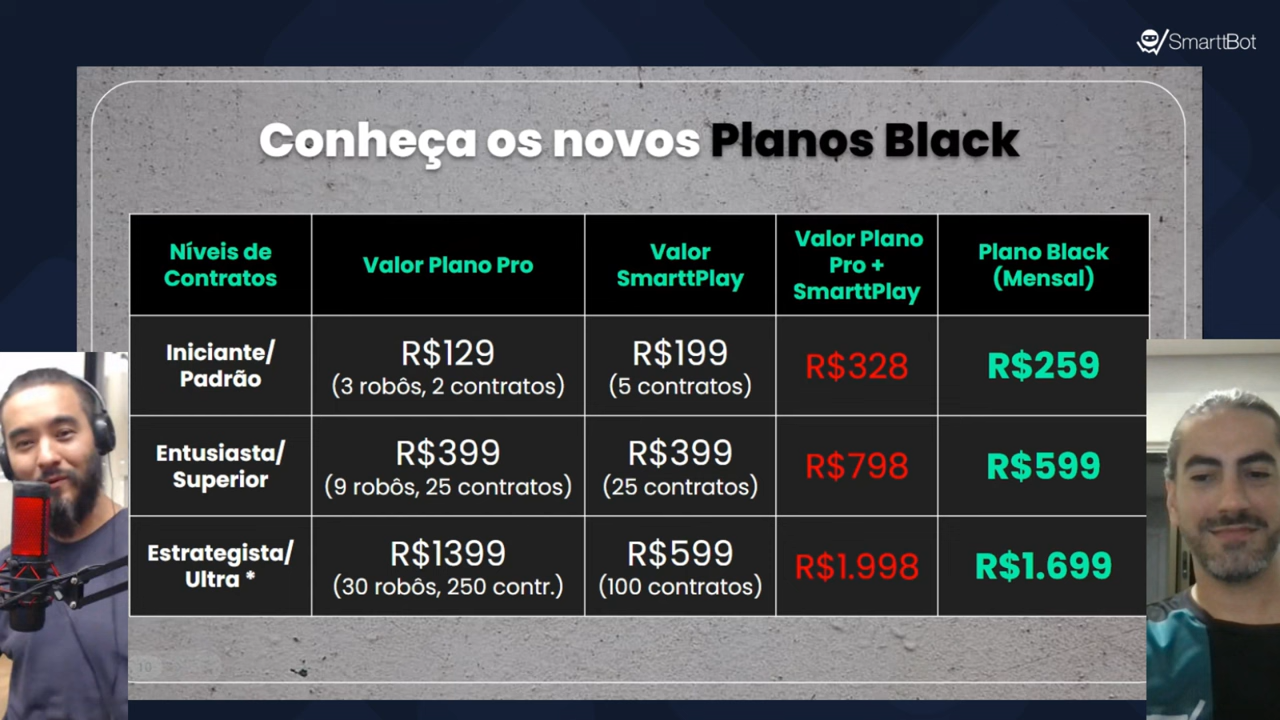 SmarttBot
Conheça os novos Planos Black
Níveis de
Contratos
Valor Plano Pro
Valor
SmarttPlay
Valor Plano
Pro +
SmarttPlay
Plano Black
(Mensal)
Iniciante/
Padrão
R$129
(3 robôs, 2 contratos)
R$199
(5 contratos)
R$328
R$259
Entusiasta/
Superior
R$399
(9 robôs, 25 contratos)
R$399
(25 contratos)
R$798
R$599
Estrategista/
Ultra *
R$1399
(30 robôs, 250 contr.)
R$599
(100 contratos)
R$1.998
R$1.699
10